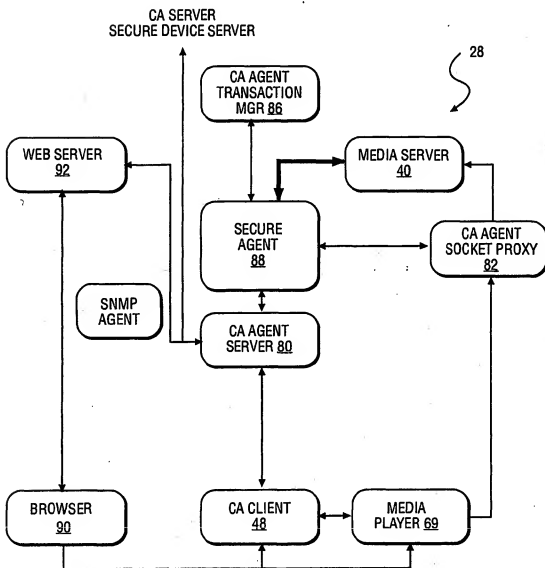 CA SERVER
SECURE DEVICE SERVER
28
CA AGENT
TRANSACTION
MGR 86
WEB SERVER
92
MEDIA SERVER
40
SECURE
AGENT
88
CA AGENT
SOCKET PROXY
82
SNMP
AGENT
CA AGENT
SERVER 80
BROWSER
90
CA CLIENT
48
MEDIA
PLAYER 69